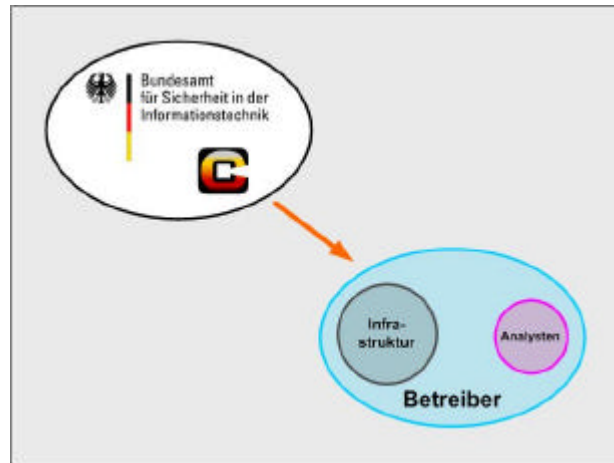 Bundesamt
für Sicherheit in der
Informationstechnik
C
Infra-
struktur
Analysten
Betreiber